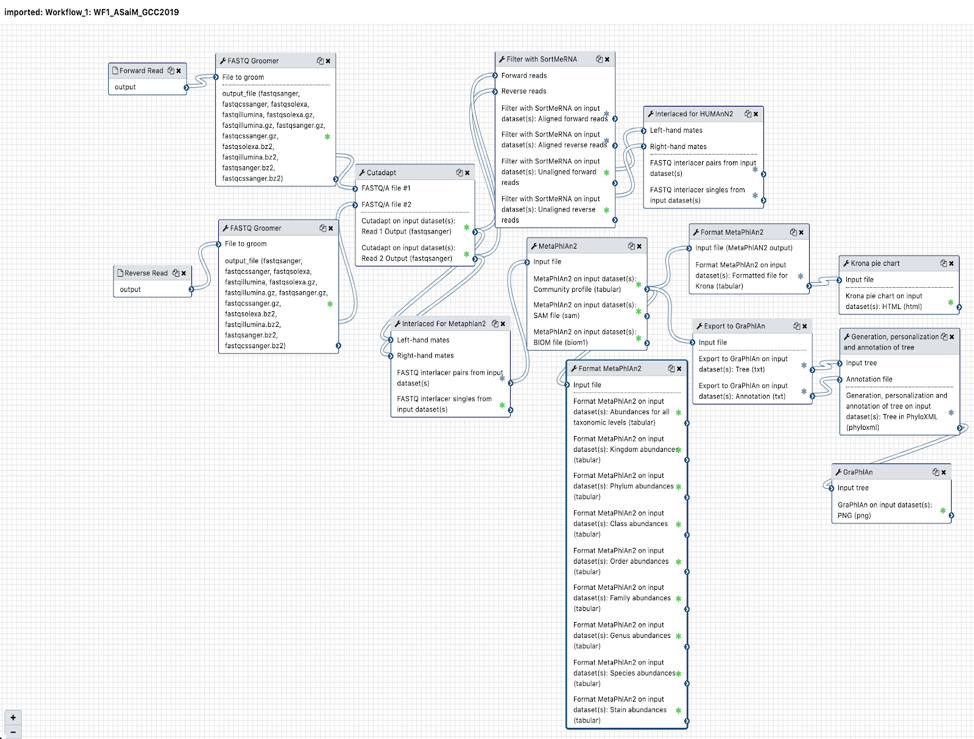 imported: Workflow_1: WF1_ASaiM_GCC2019
Forward Read
output
FASTQ Groomer
File to groom
output_file (fastqsanger,
fastqcssanger, fastqsolexa,
fastqillumina, fastqsolexa.gz,
fastqillumina.gz, fastqsanger.gz,
fastqcssanger.gz,
fastqsolexa.bz2,
fastqillumina.bz2,
fastqsanger.bz2,
fastqcssanger.bz2)
Reverse Read
output
FASTQ Groomer
File to groom
output_file (fastqsanger,
fastqcssanger, fastqsolexa,
fastqillumina, fastqsolexa.gz,
fastqillumina.gz, fastqsanger.gz,
fastqcssanger.gz,
fastqsolexa.bz2,
fastqillumina.bz2,
fastqsanger.bz2,
fastqcssanger.bz2)
Cutadapt
FASTQ/A file #1
FASTQ/A file #2
Cutadapt on input dataset(s):
Read 1 Output (fastqsanger)
Cutadapt on input dataset(s):
Read 2 Output (fastqsanger)
Filter with SortMeRNA
Forward reads
Reverse reads
Filter with SortMeRNA on input
dataset(s): Aligned forward reads
Filter with SortMeRNA on input
dataset(s): Aligned reverse reads
Filter with SortMeRNA on input
dataset(s): Unaligned forward
reads
Filter with SortMeRNA on input
dataset(s): Unaligned reverse
reads
Interlaced for HUMAnN2
Left-hand mates
Right-hand mates
FASTQ interlacer pairs from input
dataset(s)
FASTQ interlacer singles from
input dataset(s)
Interlaced For Metaphlan2
Left-hand mates
Right-hand mates
FASTQ interlacer pairs from input
dataset(s)
FASTQ interlacer singles from
input dataset(s)
MetaPhlAn2
Input file
MetaPhlAn2 on input dataset(s):
Community profile (tabular)
MetaPhlAn2 on input dataset(s):
SAM file (sam)
MetaPhlAn2 on input dataset(s):
BIOM file (biom1)
Format MetaPhlAn2
Input file (MetaPhlAN2 output)
Format MetaPhlAn2 on input
dataset(s): Formatted file for
Krona (tabular)
Krona pie chart
Input file
Krona pie chart on input
dataset(s): HTML (html)
Export to GraPhlAn
Input file
Export to GraPhlAn on input
dataset(s): Tree (txt)
Export to GraPhlAn on input
dataset(s): Annotation (txt)
Generation, personalization
and annotation of tree
Input tree
Annotation file
Generation, personalization and
annotation of tree on input
dataset(s): Tree in PhyloXML
(phyloxml)
GraPhlAn
Input tree
GraPhlAn on input dataset(s):
PNG (png)
Format MetaPhlAn2
Input file
Format MetaPhlAn2 on input
dataset(s): Abundances for all
taxonomic levels (tabular)
Format MetaPhlAn2 on input
dataset(s): Kingdom abundances
(tabular)
Format MetaPhlAn2 on input
dataset(s): Phylum abundances
(tabular)
Format MetaPhlAn2 on input
dataset(s): Class abundances
(tabular)
Format MetaPhlAn2 on input
dataset(s): Order abundances
(tabular)
Format MetaPhlAn2 on input
dataset(s): Family abundances
(tabular)
Format MetaPhlAn2 on input
dataset(s): Genus abundances
(tabular)
Format MetaPhlAn2 on input
dataset(s): Species abundances
(tabular)
Format MetaPhlAn2 on input
dataset(s): Stain abundances
(tabular)